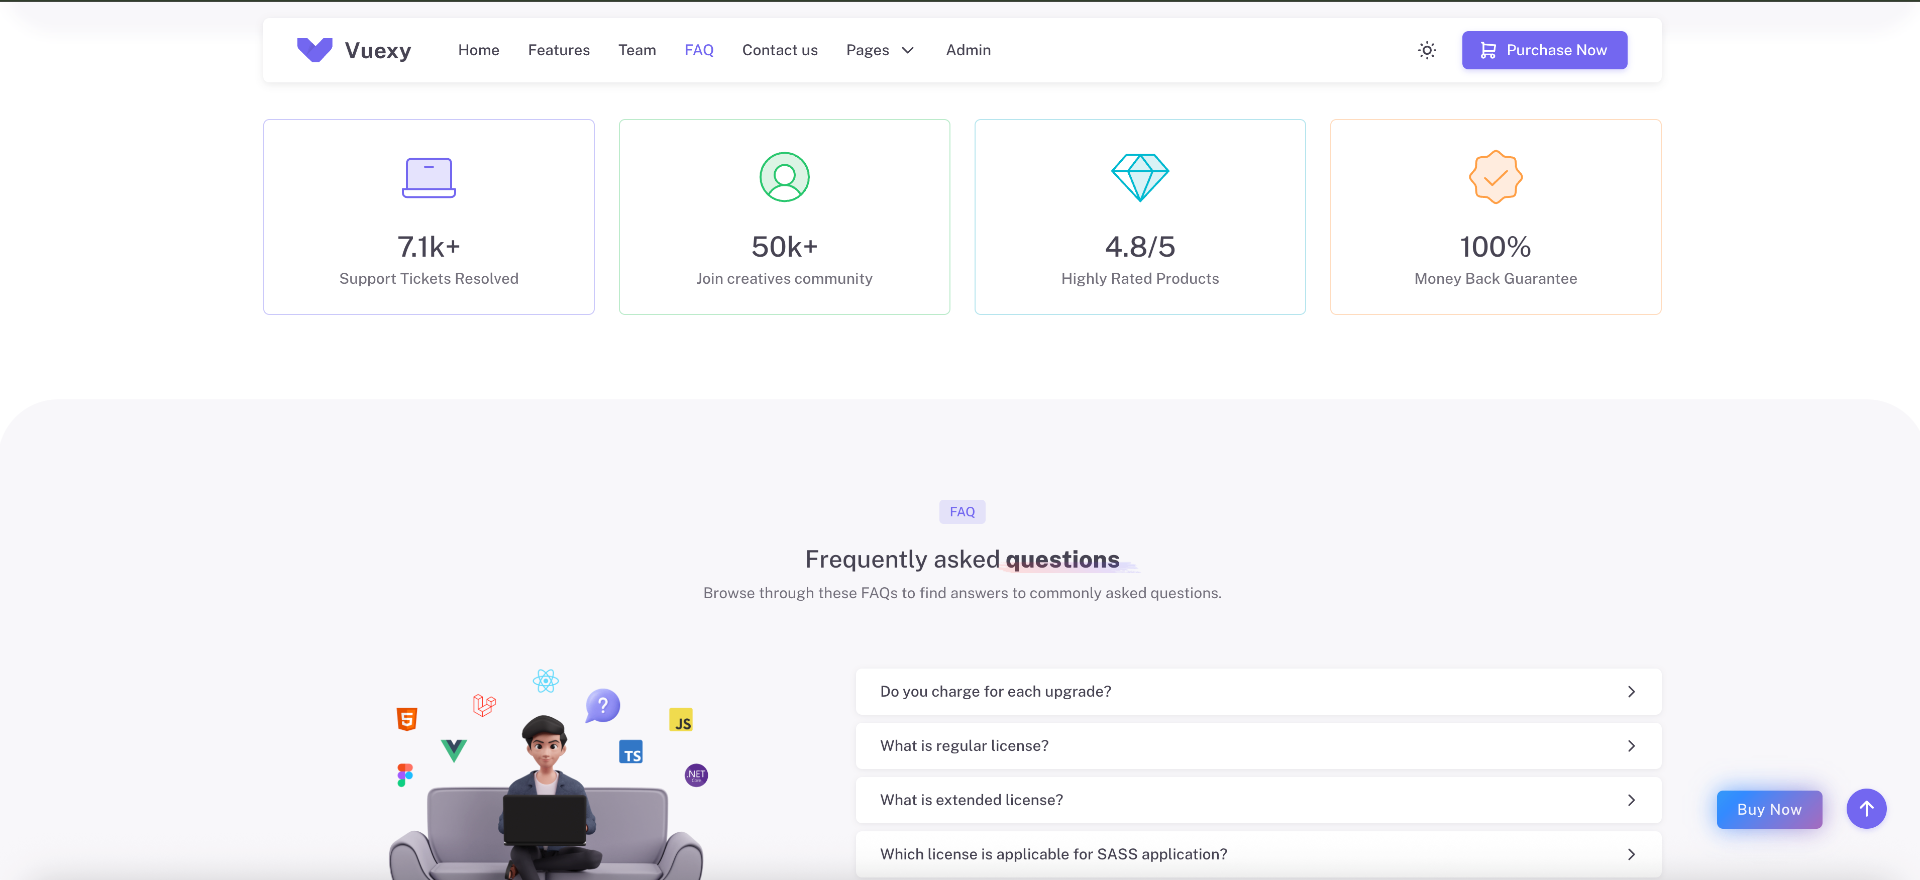 Vuexy
Home
Features
Team
FAQ
Contact us
Pages
Admin
Purchase Now
7.1k+
Support Tickets Resolved
50k+
Join creatives community
4.8/5
Highly Rated Products
100%
Money Back Guarantee
FAQ
Frequently asked questions
Browse through these FAQs to find answers to commonly asked questions.
5
?
JS
TS
.NET
Core
Do you charge for each upgrade?
What is regular license?
What is extended license?
Which license is applicable for SASS application?
Buy Now